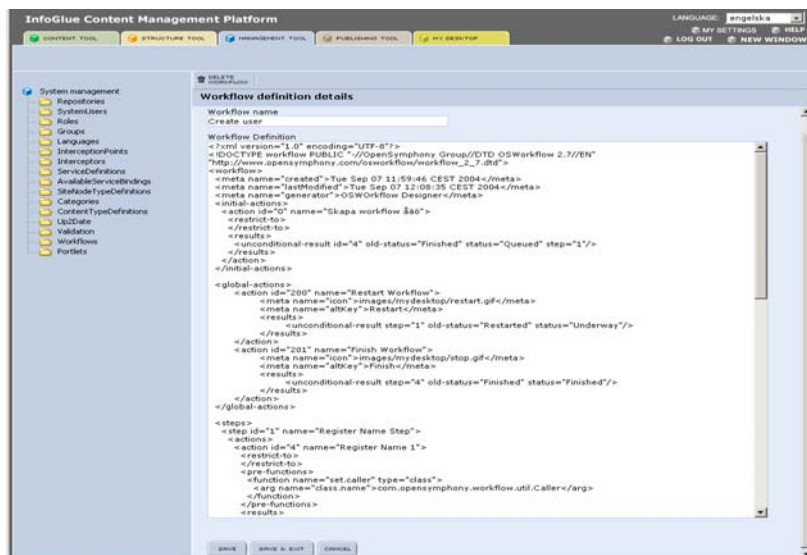 InfoGlue Content Management Platform
LANGUAGE: engelska
CONTENT TOOL
STRUCTURE TOOL
MANAGEMENT TOOL
PUBLISHING TOOL
MY DESKTOP
MY SETTINGS HELP
LOG OUT NEW WINDOW
System management
Repositories
SystemUsers
Roles
Groups
Languages
InterceptionPoints
Interceptors
ServiceDefinitions
AvailableServiceBindings
SiteNodeTypeDefinitions
Categories
ContentTypeDefinitions
Up2Date
Validation
Workflows
Portlets
DELETE
WORKFLOW
Workflow definition details
Workflow name
Create user
Workflow Definition
<?xml version="1.0" encoding="UTF-8"?>
<!DOCTYPE workflow PUBLIC "-//OpenSymphony Group//DTD OSWorkflow 2.7//EN"
"http://www.opensymphony.com/osworkflow/workflow_2_7.dtd">
<workflow>
<meta name="created">Tue Sep 07 11:59:46 CEST 2004</meta>
<meta name="lastModified">Tue Sep 07 12:08:35 CEST 2004</meta>
<meta name="generator">OSWOrkflow Designer</meta>
<initial-actions>
<action id="0" name="Skapa workflow åäö">
<restrict-to>
</restrict-to>
<results>
<unconditional-result id="4" old-status="Finished" status="Queued" step="1"/>
</results>
</action>
</initial-actions>
<global-actions>
<action id="200" name="Restart Workflow">
<meta name="icon">images/mydesktop/restart.gif</meta>
<meta name="altKey">Restart</meta>
<results>
<unconditional-result step="1" old-status="Restarted" status="Underway"/>
</results>
</action>
<action id="201" name="Finish Workflow">
<meta name="icon">images/mydesktop/stop.gif</meta>
<meta name="altKey">Finish</meta>
<results>
<unconditional-result step="4" old-status="Finished" status="Finished"/>
</results>
</action>
</global-actions>
<steps>
<step id="1" name="Register Name Step">
<actions>
<action id="4" name="Register Name 1">
<restrict-to>
</restrict-to>
<pre-functions>
<function name="set.caller" type="class">
<arg name="class.name">com.opensymphony.workflow.util.Caller</arg>
</function>
</pre-functions>
<results>
SAVE
SAVE & EXIT
CANCEL